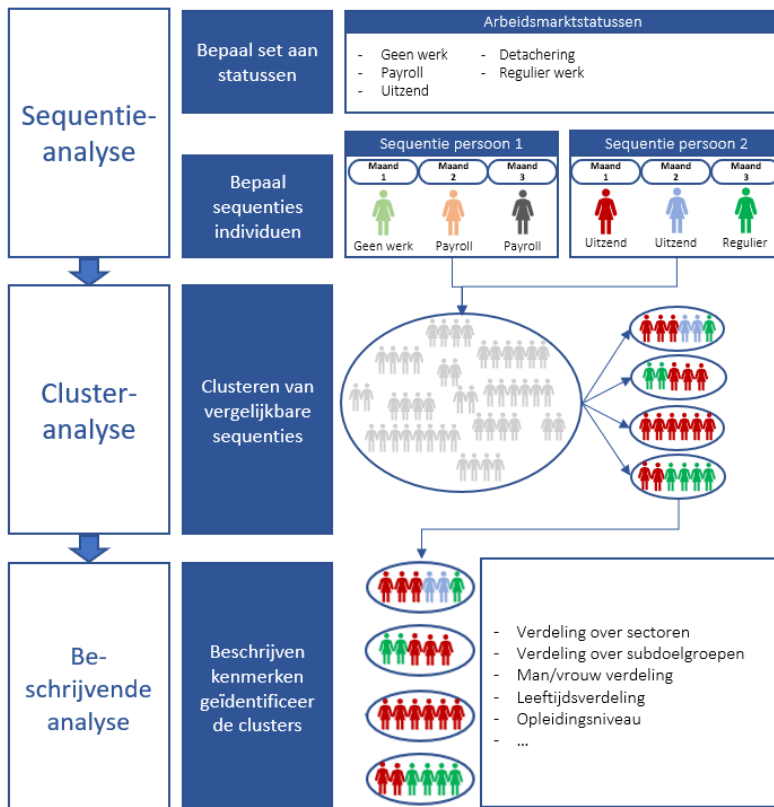 Sequentie-
analyse
Bepaal set aan
statussen
Arbeidsmarktstatussen
- Geen werk
- Payroll
- Uitzend
- Detachering
- Regulier werk
Bepaal
sequenties
individuen
Sequentie persoon 1
Maand
1
Maand
2
Maand
3
Geen werk
Payroll
Payroll
Sequentie persoon 2
Maand
1
Maand
2
Maand
3
Uitzend
Uitzend
Regulier
Cluster-
analyse
Clusteren van
vergelijkbare
sequenties
Be-
schrijvende
analyse
Beschrijven
kenmerken
geïdentificeer
de clusters
- Verdeling over sectoren
- Verdeling over subdoelgroepen
- Man/vrouw verdeling
- Leeftijdsverdeling
- Opleidingsniveau
- ...